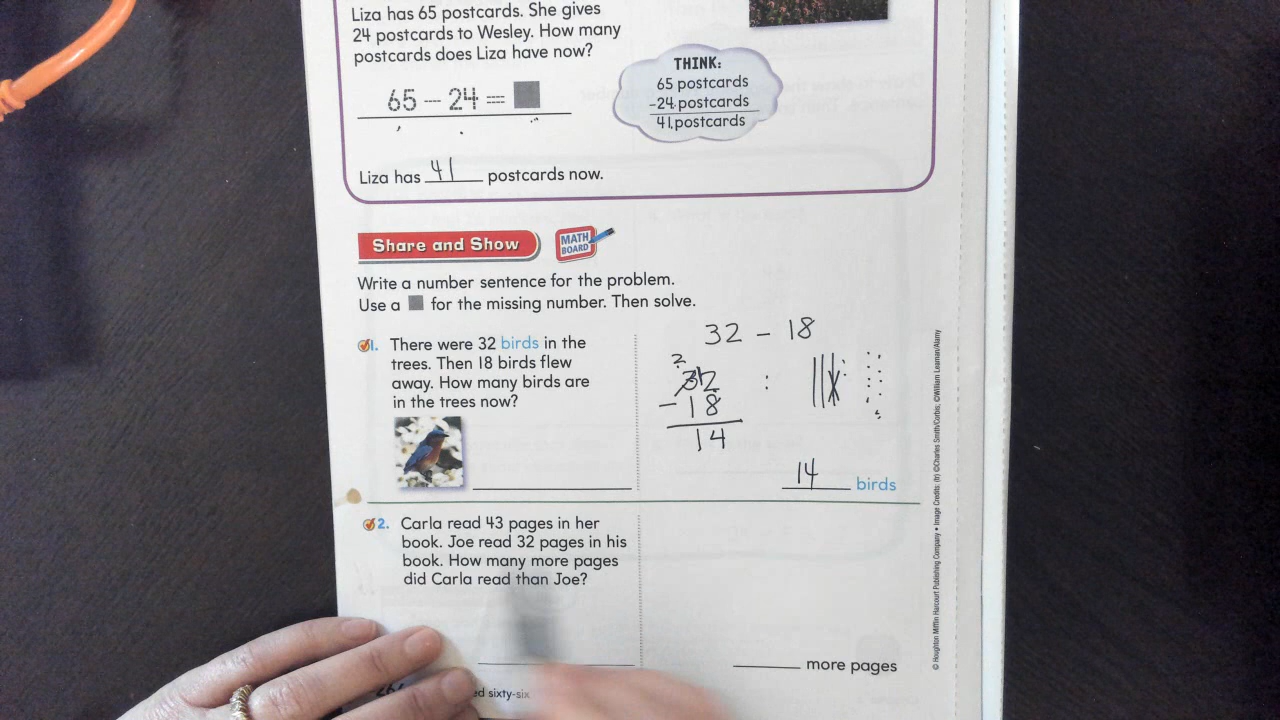 Liza has 65 postcards. She gives
24 postcards to Wesley. How many
postcards does Liza have now?
THINK:
65 postcards
-24 postcards
41 postcards
65 - 24 = ■
Liza has 41 postcards now.
Share and Show
MATH
BOARD
Write a number sentence for the problem.
Use a ■ for the missing number. Then solve.
1. There were 32 birds in the
trees. Then 18 birds flew
away. How many birds are
in the trees now?
32 - 18
2
32
- 18
14
14 birds
2. Carla read 43 pages in her
book. Joe read 32 pages in his
book. How many more pages
did Carla read than Joe?
more pages
sixty-six
© Houghton Mifflin Harcourt Publishing Company • Image Credits: (tr) ©Charles Smith/Corbis; ©William Leaman/Alamy